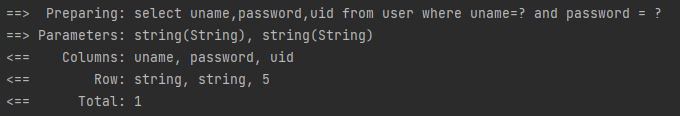 ==>  Preparing: select uname,password,uid from user where uname=? and password = ?
==> Parameters: string(String), string(String)
<==    Columns: uname, password, uid
<==        Row: string, string, 5
<==      Total: 1